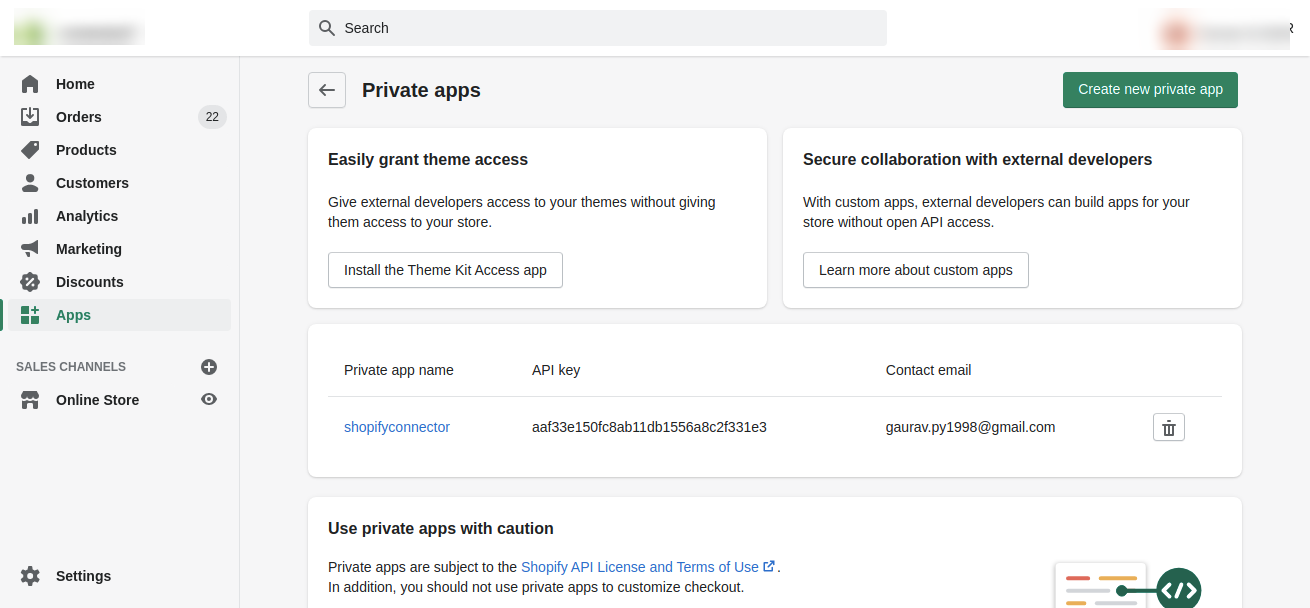 Search
R
Home
Orders 22
Products
Customers
Analytics
Marketing
Discounts
Apps
SALES CHANNELS
Online Store
Settings
Private apps
Create new private app
Easily grant theme access
Give external developers access to your themes without giving
them access to your store.
Install the Theme Kit Access app
Secure collaboration with external developers
With custom apps, external developers can build apps for your
store without open API access.
Learn more about custom apps
Private app name API key Contact email
shopifyconnector aaf33e150fc8ab11db1556a8c2f331e3 gaurav.py1998@gmail.com
Use private apps with caution
Private apps are subject to the Shopify API License and Terms of Use .
In addition, you should not use private apps to customize checkout.